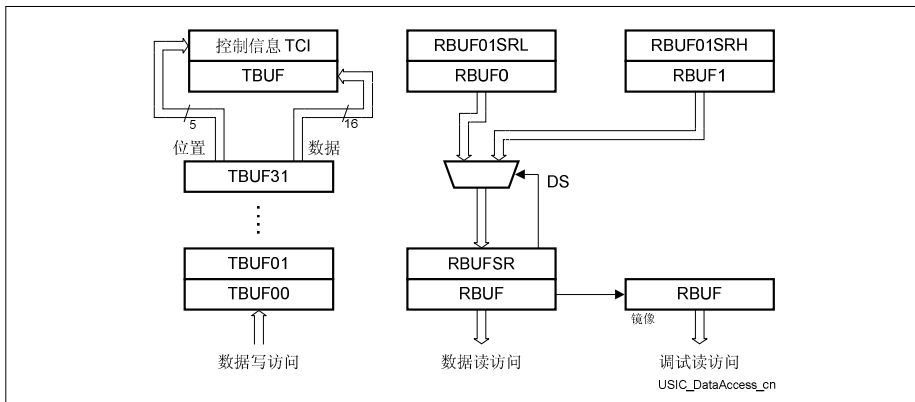 控制信息 TCI
TBUF
5
16
位置
数据
TBUF31
TBUF01
TBUF00
数据写访问
RBUF01SRL
RBUF0
RBUF01SRH
RBUF1
DS
RBUFSR
RBUF
RBUF
镜像
数据读访问
调试读访问
USIC_DataAccess_cn